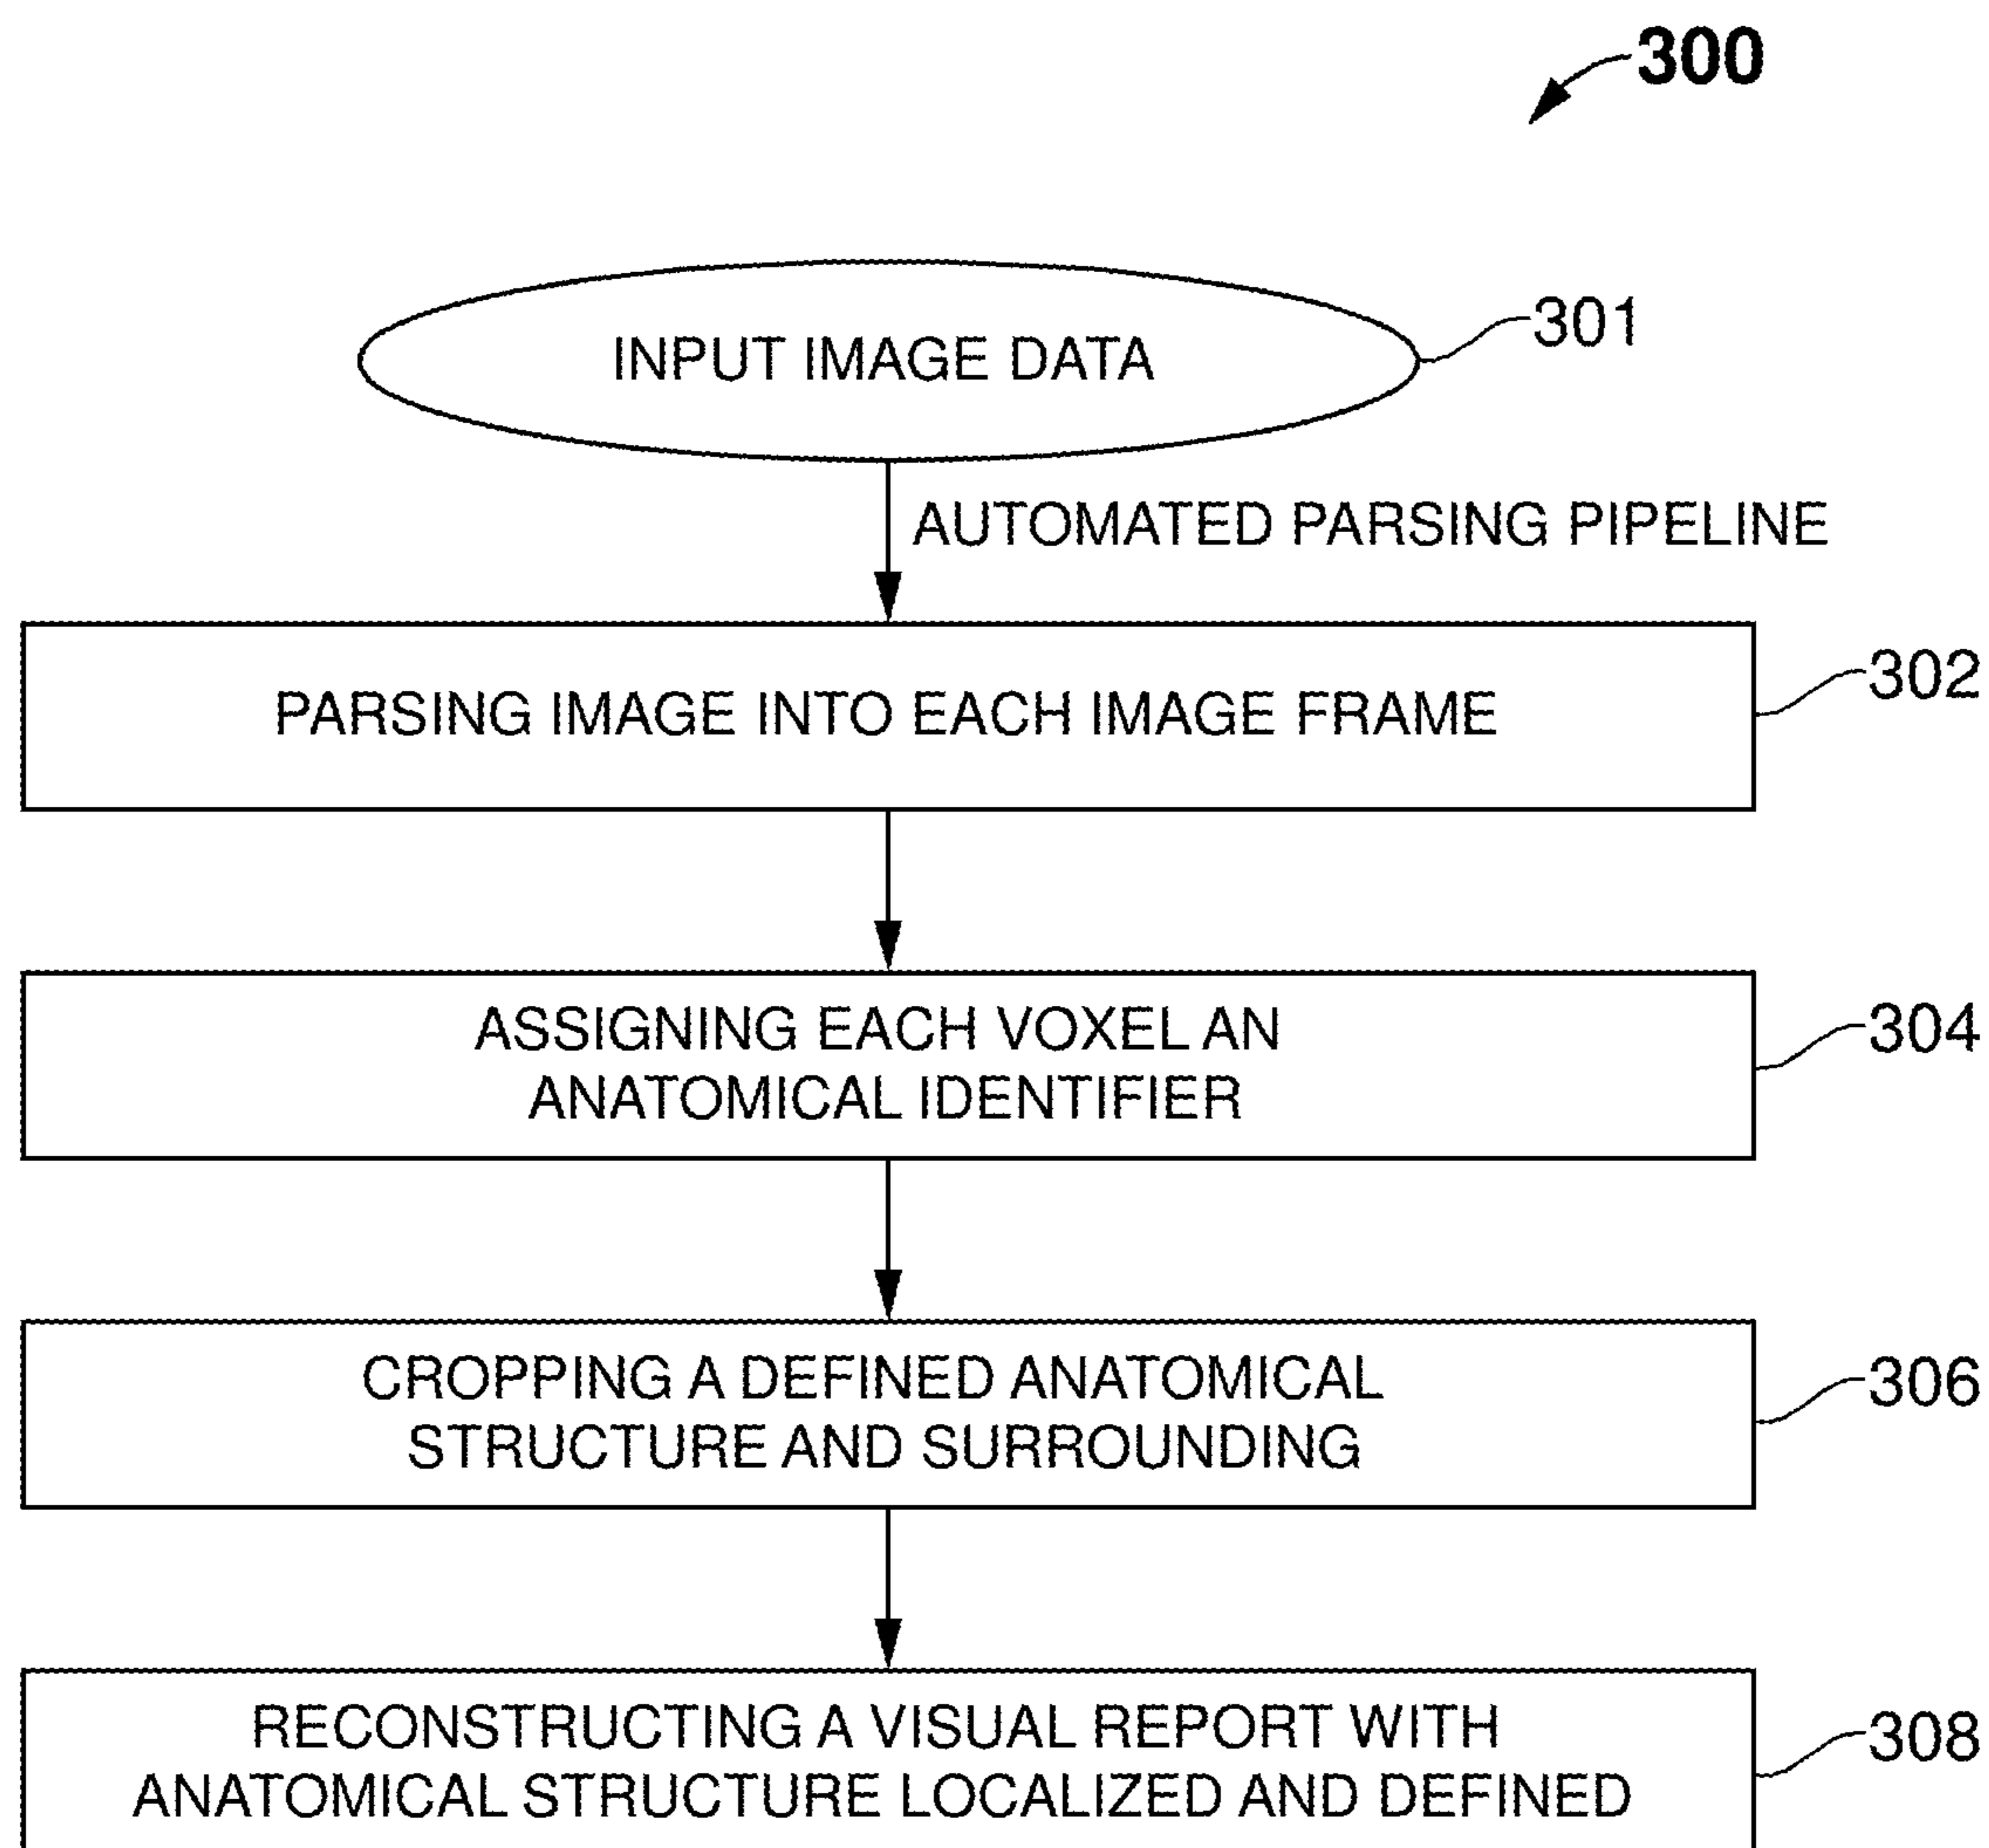 300
INPUT IMAGE DATA
301
AUTOMATED PARSING PIPELINE
PARSING IMAGE INTO EACH IMAGE FRAME
302
ASSIGNING EACH VOXEL AN
ANATOMICAL IDENTIFIER
304
CROPPING A DEFINED ANATOMICAL
STRUCTURE AND SURROUNDING
306
RECONSTRUCTING A VISUAL REPORT WITH
ANATOMICAL STRUCTURE LOCALIZED AND DEFINED
308